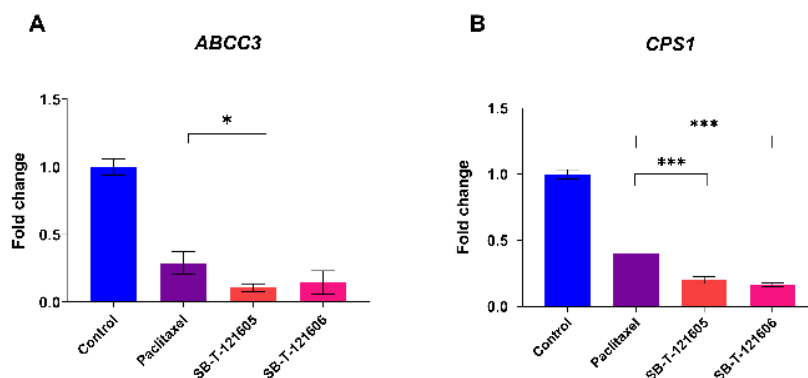 A
ABCC3
Fold change
1.5
1.0
0.5
0.0
*
Control
Paclitaxel
SB-T-121605
SB-T-121606
B
CPS1
Fold change
1.5
1.0
0.5
0.0
***
***
Control
Paclitaxel
SB-T-121605
SB-T-121606